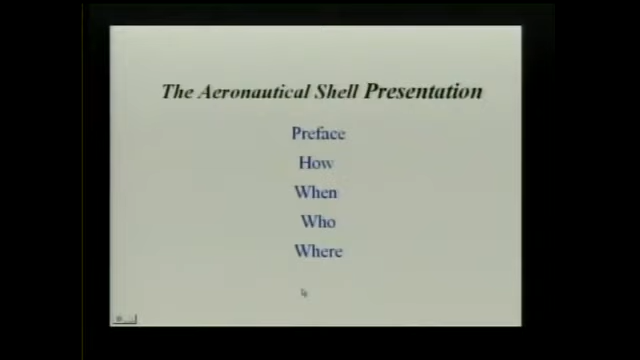 The Aeronautical Shell Presentation
Preface
How
When
Who
Where